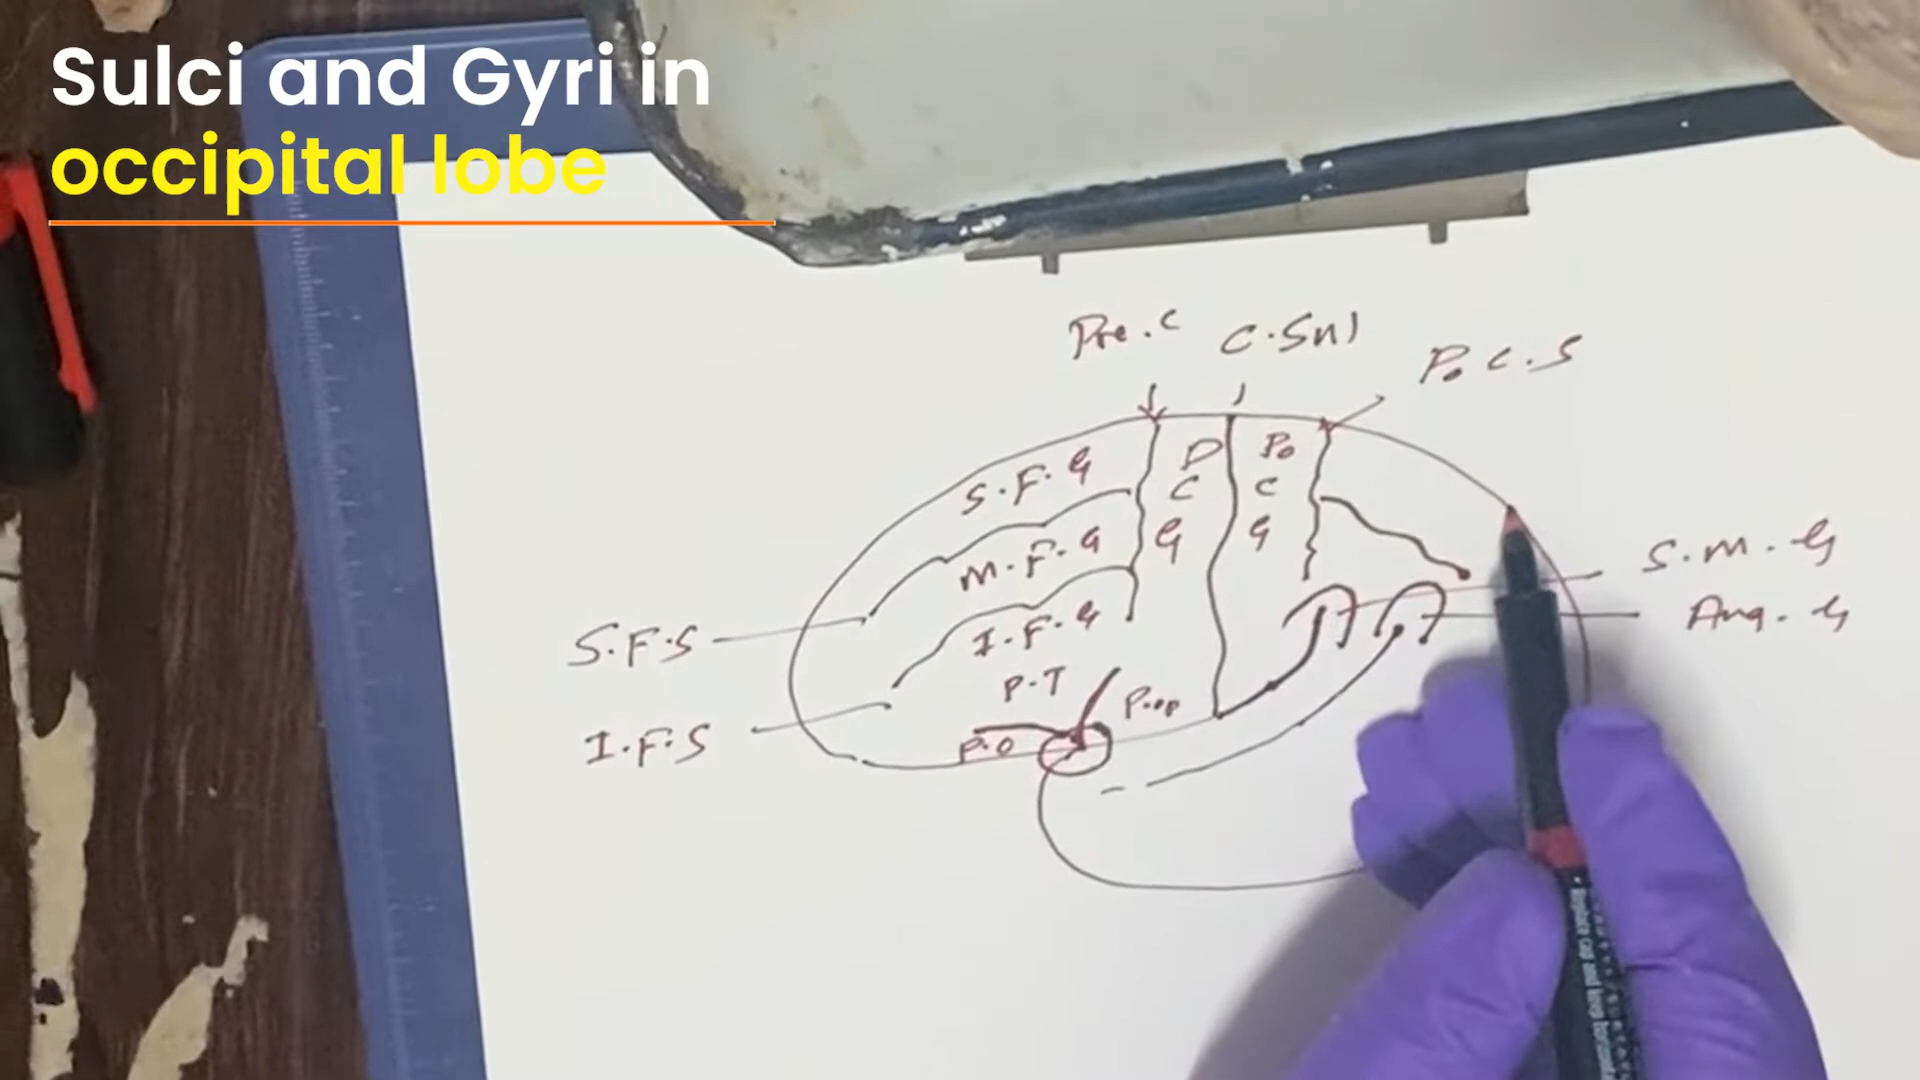 Sulci and Gyri in
occipital lobe
Pre.C
C.Sul
Po C.S
S.F.G
P
C
G
Po
C
G
M.F.G
I.F.G
S.F.S
I.F.S
P.T
P.O
P.op
S.M.G
Ang.G